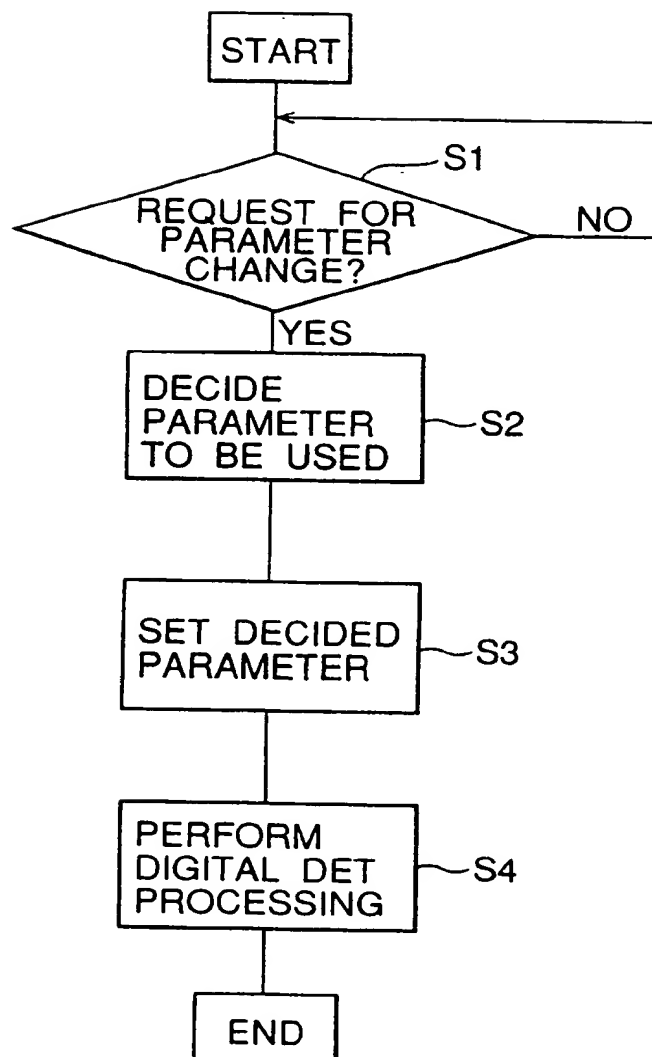 START
S1
REQUEST FOR
PARAMETER
CHANGE?
NO
YES
DECIDE
PARAMETER
TO BE USED
S2
SET DECIDED
PARAMETER
S3
PERFORM
DIGITAL DET
PROCESSING
S4
END